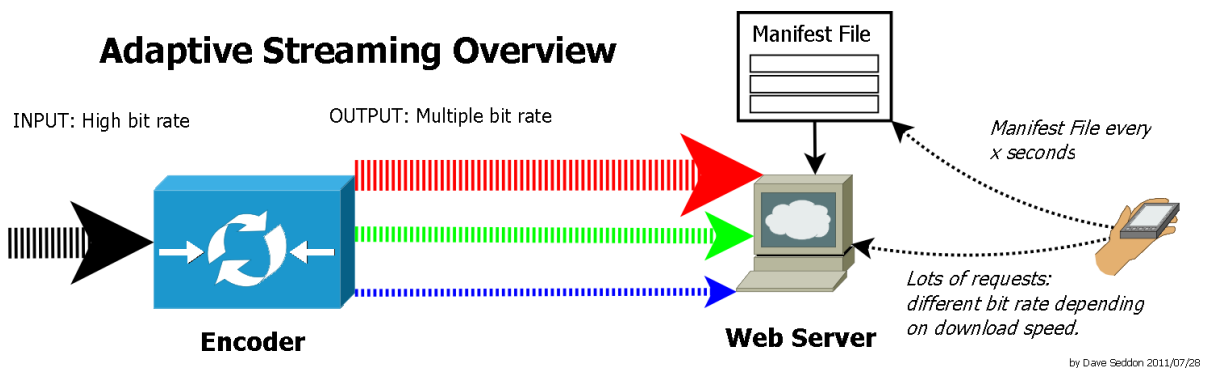 Adaptive Streaming Overview
Manifest File
INPUT: High bit rate
OUTPUT: Multiple bit rate
Manifest File every
x seconds
Lots of requests:
different bit rate depending
on download speed.
Encoder
Web Server
by Dave Seddon 2011/07/28